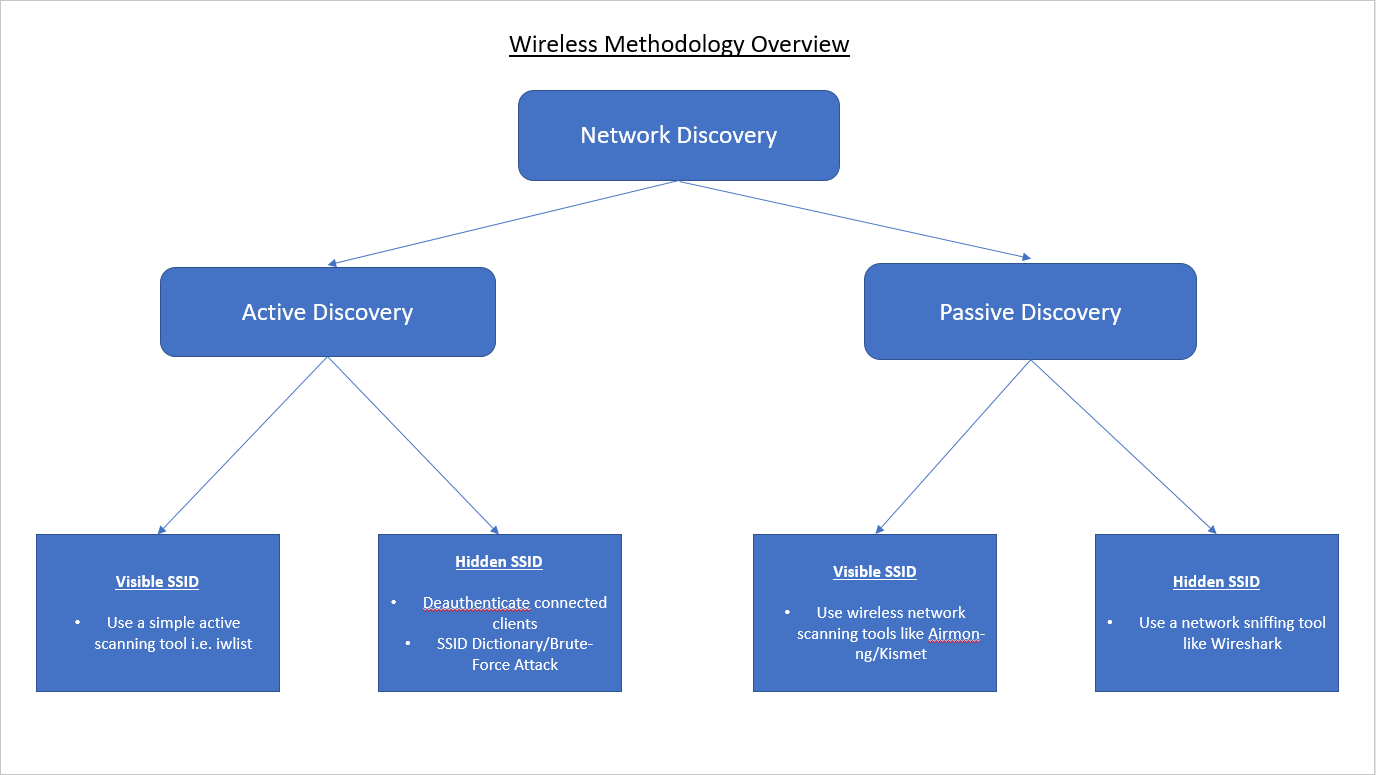 Wireless Methodology Overview
Network Discovery
Active Discovery
Passive Discovery
Visible SSID
• Use a simple active
scanning tool i.e. iwlist
Hidden SSID
• Deauthenticate connected
clients
• SSID Dictionary/Brute-
Force Attack
Visible SSID
• Use wireless network
scanning tools like Airmon-
ng/Kismet
Hidden SSID
• Use a network sniffing tool
like Wireshark